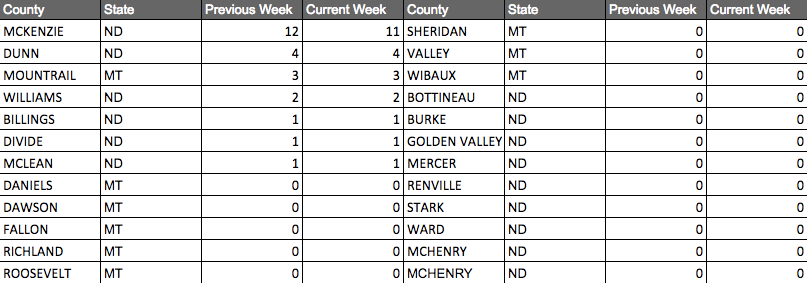 County State Previous Week Current Week County State Previous Week Current Week
MCKENZIE ND 12 11 SHERIDAN MT 0 0
DUNN ND 4 4 VALLEY MT 0 0
MOUNTRAIL MT 3 3 WIBAUX MT 0 0
WILLIAMS ND 2 2 BOTTINEAU ND 0 0
BILLINGS ND 1 1 BURKE ND 0 0
DIVIDE ND 1 1 GOLDEN VALLEY ND 0 0
MCLEAN ND 1 1 MERCER ND 0 0
DANIELS MT 0 0 RENVILLE ND 0 0
DAWSON MT 0 0 STARK ND 0 0
FALLON MT 0 0 WARD ND 0 0
RICHLAND MT 0 0 MCHENRY ND 0 0
ROOSEVELT MT 0 0 MCHENRY ND 0 0